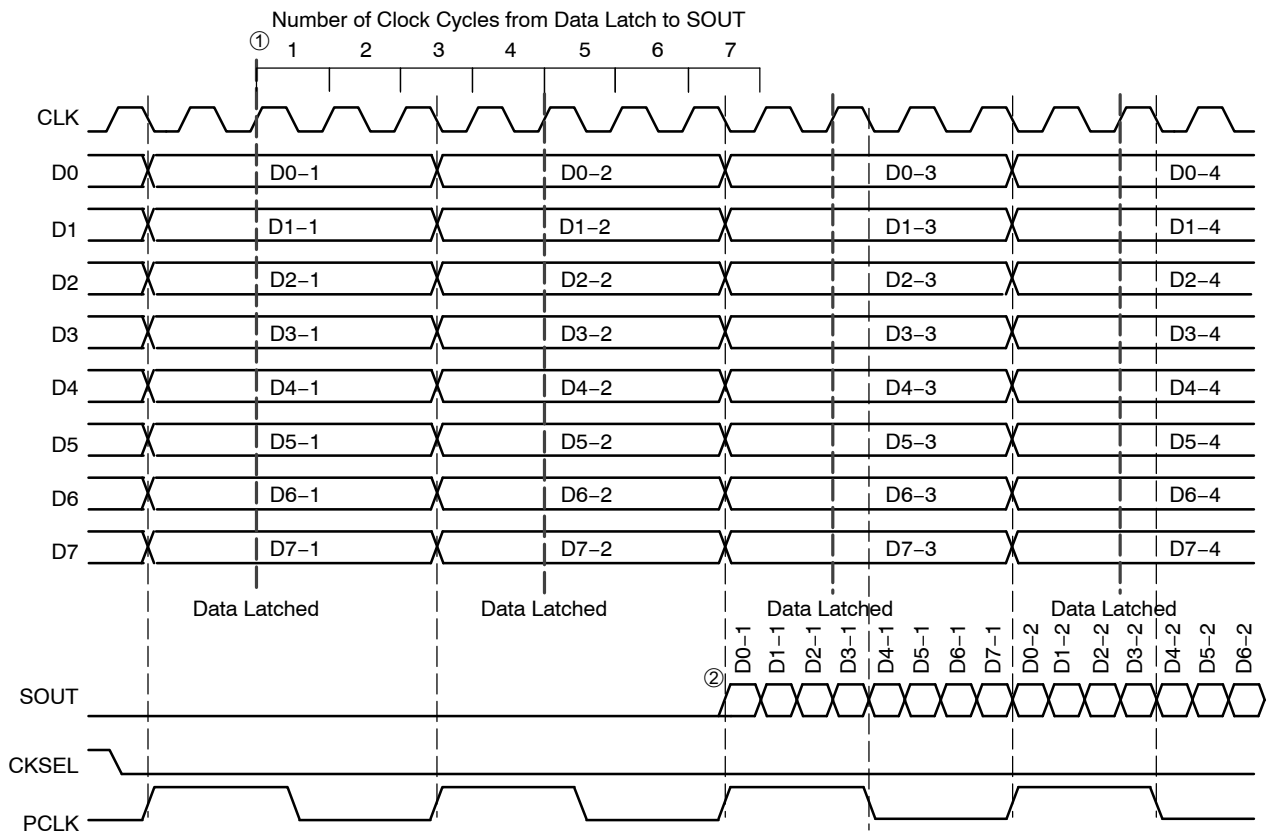 Number of Clock Cycles from Data Latch to SOUT
① 1 2 3 4 5 6 7
CLK
D0 D0−1 D0−2 D0−3 D0−4
D1 D1−1 D1−2 D1−3 D1−4
D2 D2−1 D2−2 D2−3 D2−4
D3 D3−1 D3−2 D3−3 D3−4
D4 D4−1 D4−2 D4−3 D4−4
D5 D5−1 D5−2 D5−3 D5−4
D6 D6−1 D6−2 D6−3 D6−4
D7 D7−1 D7−2 D7−3 D7−4
Data Latched Data Latched Data Latched Data Latched
D0−1 D1−1 D2−1 D3−1 D4−1 D5−1 D6−1 D7−1 D0−2 D1−2 D2−2 D3−2 D4−2 D5−2 D6−2
②
SOUT
CKSEL
PCLK